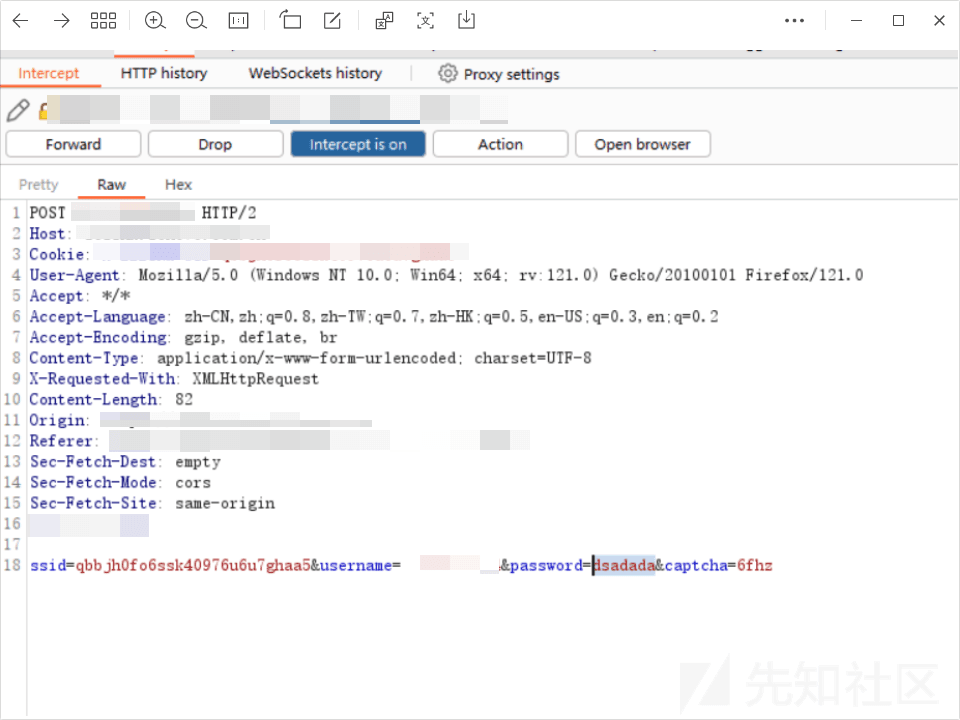 Intercept HTTP history WebSockets history Proxy settings
Forward Drop Intercept is on Action Open browser
Pretty Raw Hex
1 POST HTTP/2
2 Host:
3 Cookie:
4 User-Agent: Mozilla/5.0 (Windows NT 10.0; Win64; x64; rv:121.0) Gecko/20100101 Firefox/121.0
5 Accept: */*
6 Accept-Language: zh-CN,zh;q=0.8,zh-TW;q=0.7,zh-HK;q=0.5,en-US;q=0.3,en;q=0.2
7 Accept-Encoding: gzip, deflate, br
8 Content-Type: application/x-www-form-urlencoded; charset=UTF-8
9 X-Requested-With: XMLHttpRequest
10 Content-Length: 82
11 Origin:
12 Referer:
13 Sec-Fetch-Dest: empty
14 Sec-Fetch-Mode: cors
15 Sec-Fetch-Site: same-origin
16
17
18 ssid=qbbjh0fo6ssk40976u6u7ghaa5&username= &password=dsadada&captcha=6fhz
先知社区